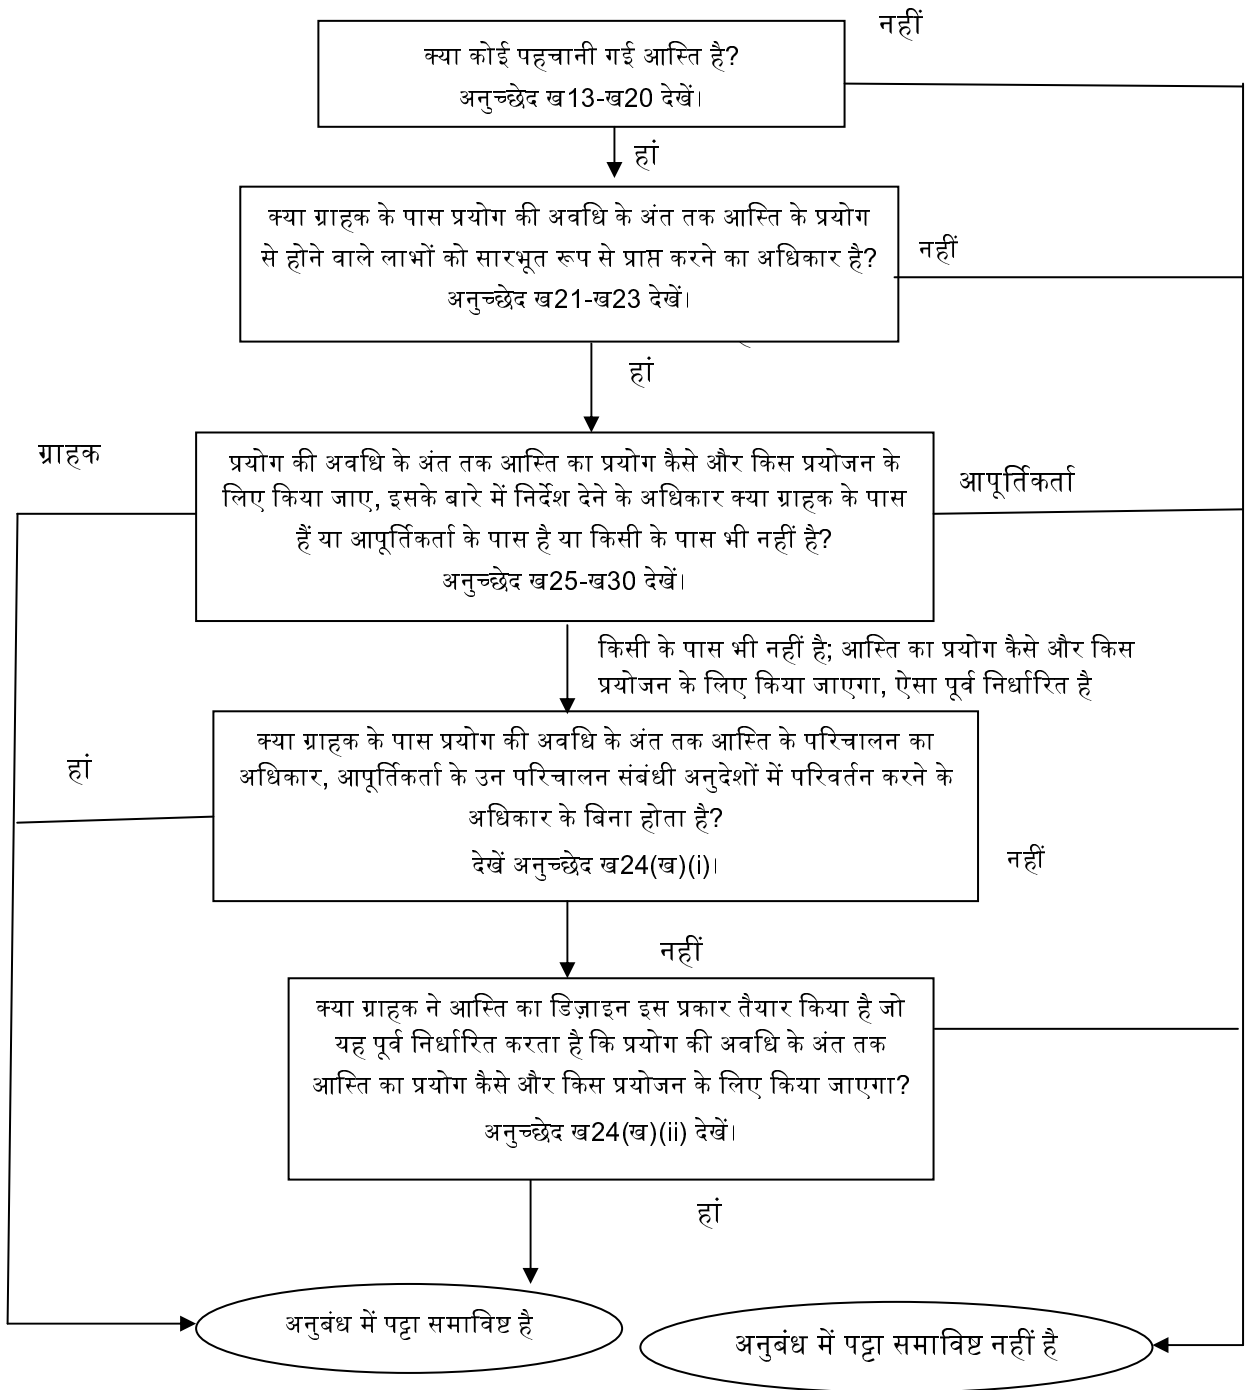 नहीं
क्या कोई पहचानी गई आस्ति है?
अनुच्छेद ख13-ख20 देखें।
हां
क्या ग्राहक के पास प्रयोग की अवधि के अंत तक आस्ति के प्रयोग
से होने वाले लाभों को सारभूत रूप से प्राप्त करने का अधिकार है?
अनुच्छेद ख21-ख23 देखें।
नहीं
हां
ग्राहक
प्रयोग की अवधि के अंत तक आस्ति का प्रयोग कैसे और किस प्रयोजन के
लिए किया जाए, इसके बारे में निर्देश देने के अधिकार क्या ग्राहक के पास
हैं या आपूर्तिकर्ता के पास है या किसी के पास भी नहीं है?
अनुच्छेद ख25-ख30 देखें।
आपूर्तिकर्ता
किसी के पास भी नहीं है; आस्ति का प्रयोग कैसे और किस
प्रयोजन के लिए किया जाएगा, ऐसा पूर्व निर्धारित है
हां
क्या ग्राहक के पास प्रयोग की अवधि के अंत तक आस्ति के परिचालन का
अधिकार, आपूर्तिकर्ता के उन परिचालन संबंधी अनुदेशों में परिवर्तन करने के
अधिकार के बिना होता है?
देखें अनुच्छेद ख24(ख)(i)।
नहीं
नहीं
क्या ग्राहक ने आस्ति का डिज़ाइन इस प्रकार तैयार किया है जो
यह पूर्व निर्धारित करता है कि प्रयोग की अवधि के अंत तक
आस्ति का प्रयोग कैसे और किस प्रयोजन के लिए किया जाएगा?
अनुच्छेद ख24(ख)(ii) देखें।
हां
अनुबंध में पट्टा समाविष्ट है
अनुबंध में पट्टा समाविष्ट नहीं है